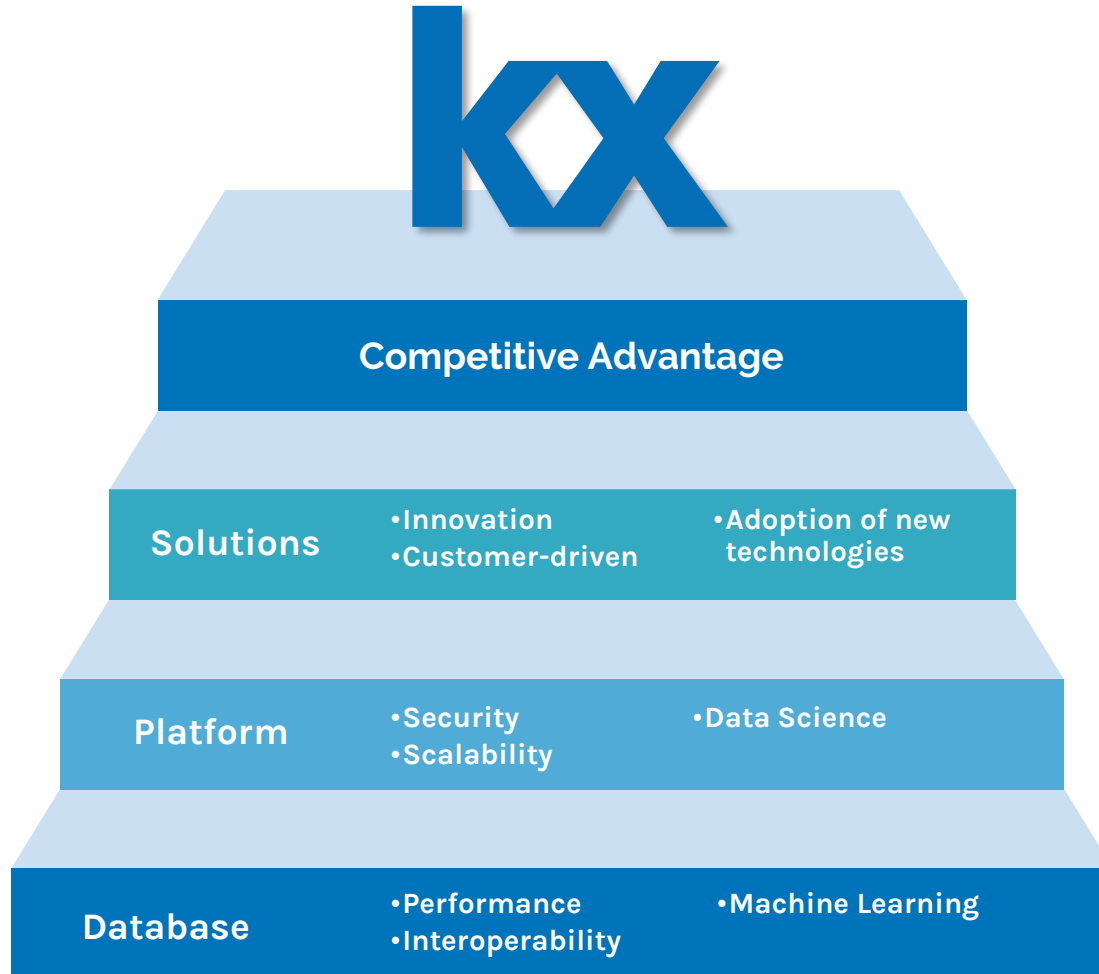 kx
Competitive Advantage
Solutions
•Innovation
•Customer-driven
•Adoption of new
technologies
Platform
•Security
•Scalability
•Data Science
Database
•Performance
•Interoperability
•Machine Learning